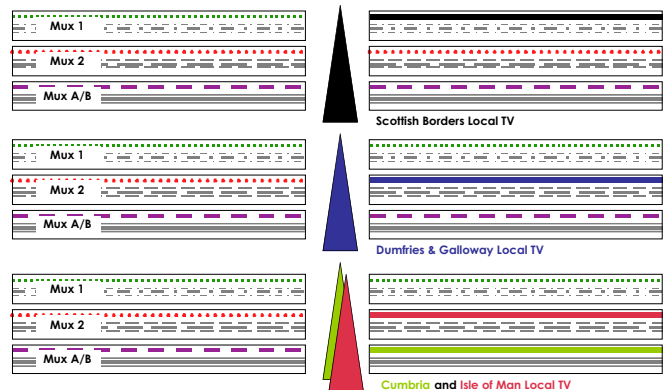 Mux 1
Mux 2
Mux A/B
Scottish Borders Local TV
Mux 1
Mux 2
Mux A/B
Dumfries & Galloway Local TV
Mux 1
Mux 2
Mux A/B
Cumbria and Isle of Man Local TV